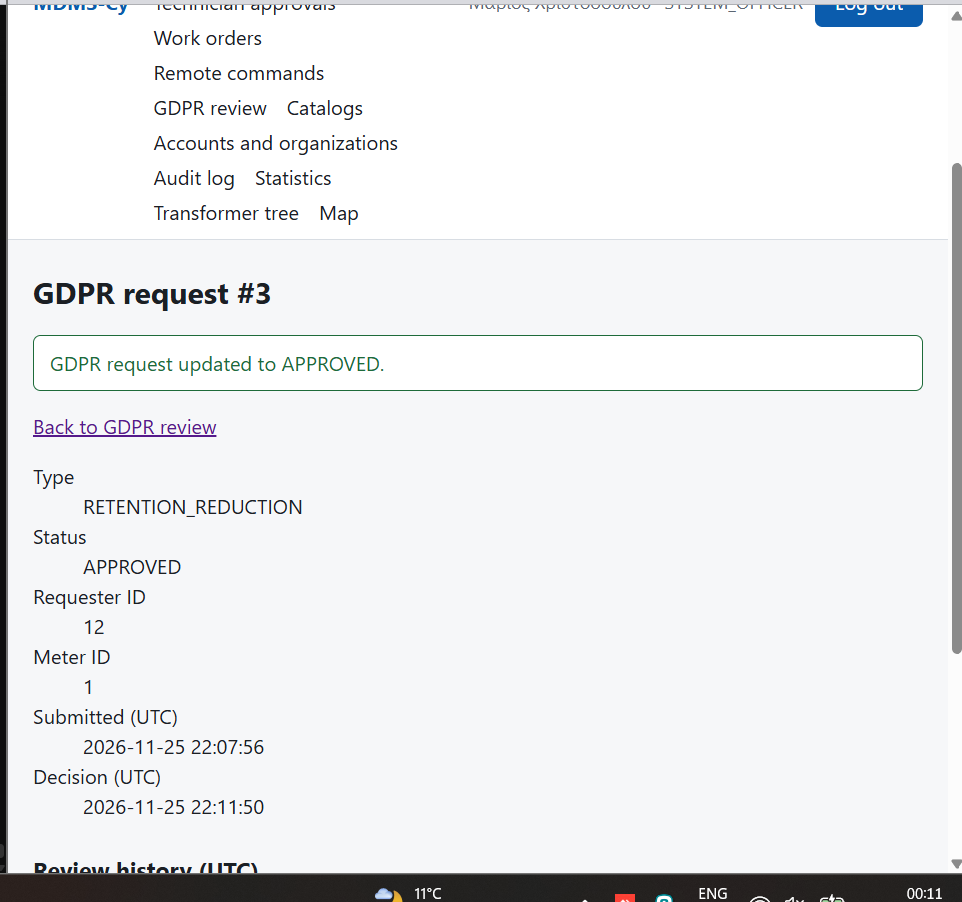 MDMS-Cy Technician approvals SYSTEM_OFFICER Log out
Work orders
Remote commands
GDPR review Catalogs
Accounts and organizations
Audit log Statistics
Transformer tree Map
GDPR request #3
GDPR request updated to APPROVED.
Back to GDPR review
Type
RETENTION_REDUCTION
Status
APPROVED
Requester ID
12
Meter ID
1
Submitted (UTC)
2026-11-25 22:07:56
Decision (UTC)
2026-11-25 22:11:50
Review history (UTC)
11°C
ENG
00:11